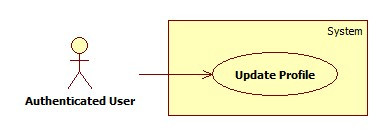 System
Update Profile
Authenticated User